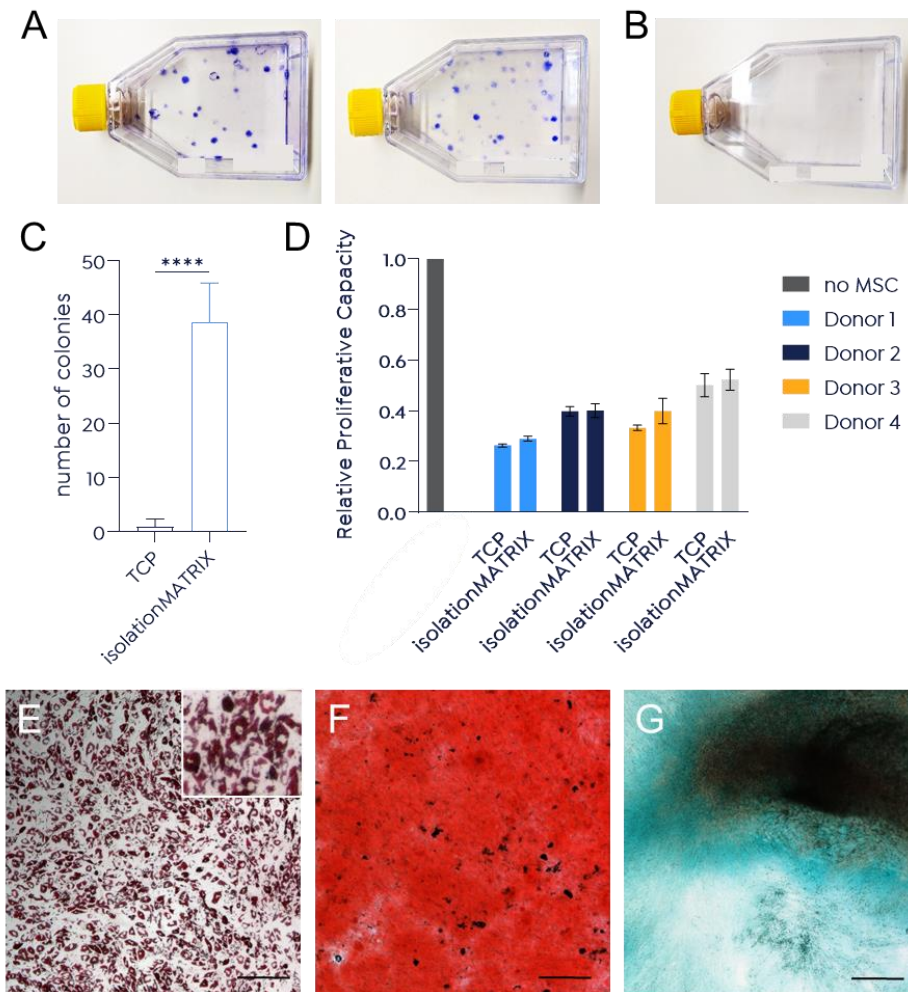 A
B
C
D
number of colonies
50
40
30
20
10
0
****
TCP
isolationMATRIX
Relative Proliferative Capacity
1.0
0.8
0.6
0.4
0.2
0.0
TCP
isolationMATRIX
TCP
isolationMATRIX
TCP
isolationMATRIX
TCP
isolationMATRIX
no MSC
Donor 1
Donor 2
Donor 3
Donor 4
E
F
G